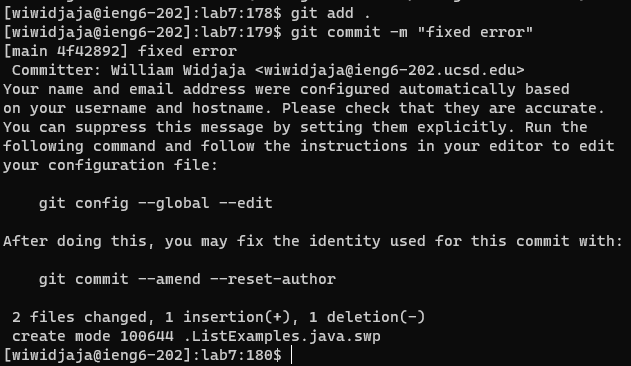 [wiwidjaja@ieng6-202]:lab7:178$ git add .
[wiwidjaja@ieng6-202]:lab7:179$ git commit -m "fixed error"
[main 4f42892] fixed error
 Committer: William Widjaja <wiwidjaja@ieng6-202.ucsd.edu>
Your name and email address were configured automatically based
on your username and hostname. Please check that they are accurate.
You can suppress this message by setting them explicitly. Run the
following command and follow the instructions in your editor to edit
your configuration file:

    git config --global --edit

After doing this, you may fix the identity used for this commit with:

    git commit --amend --reset-author

 2 files changed, 1 insertion(+), 1 deletion(-)
 create mode 100644 .ListExamples.java.swp
[wiwidjaja@ieng6-202]:lab7:180$